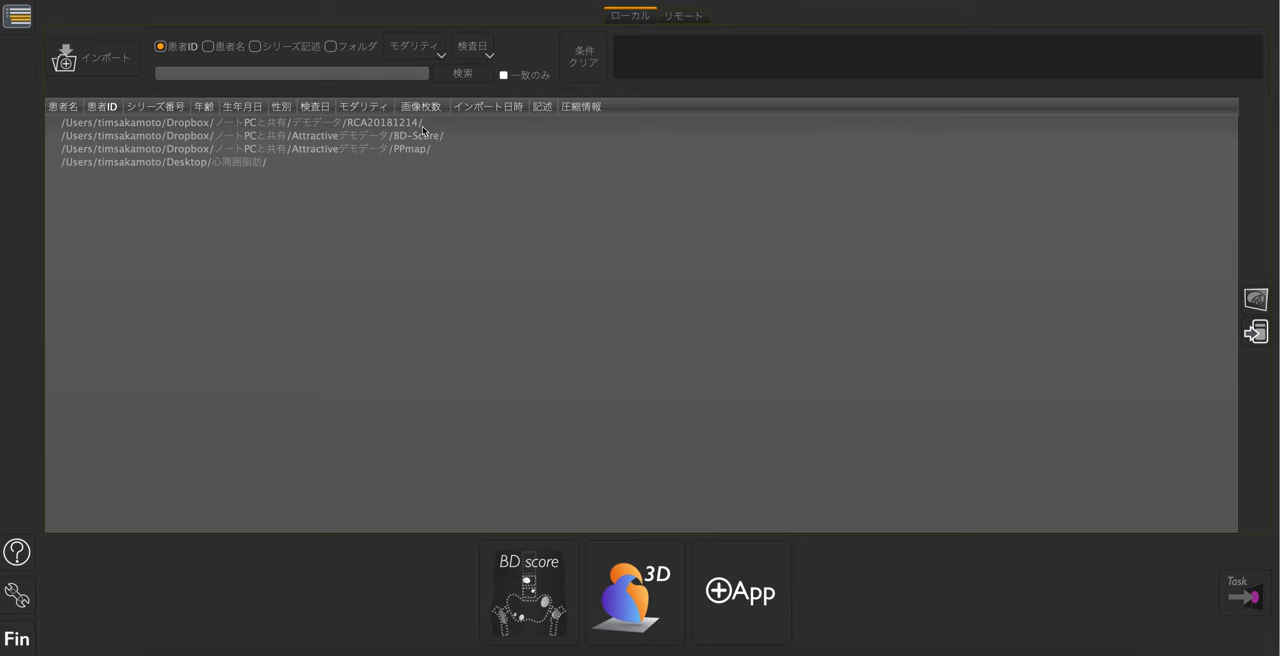 ローカル リモート
インポート
患者ID 患者名 シリーズ記述 フォルダ モダリティ 検査日
検索 一致のみ
条件
クリア
患者名 患者ID シリーズ番号 年齢 生年月日 性別 検査日 モダリティ 画像枚数 インポート日時 記述 圧縮情報
/Users/timsakamoto/Dropbox/ノートPCと共有/デモデータ/RCA20181214/
/Users/timsakamoto/Dropbox/ノートPCと共有/Attractiveデモデータ/BD-Score/
/Users/timsakamoto/Dropbox/ノートPCと共有/Attractiveデモデータ/PPmap/
/Users/timsakamoto/Desktop/心周囲脂肪/
BD score
3D
App
Task
Fin